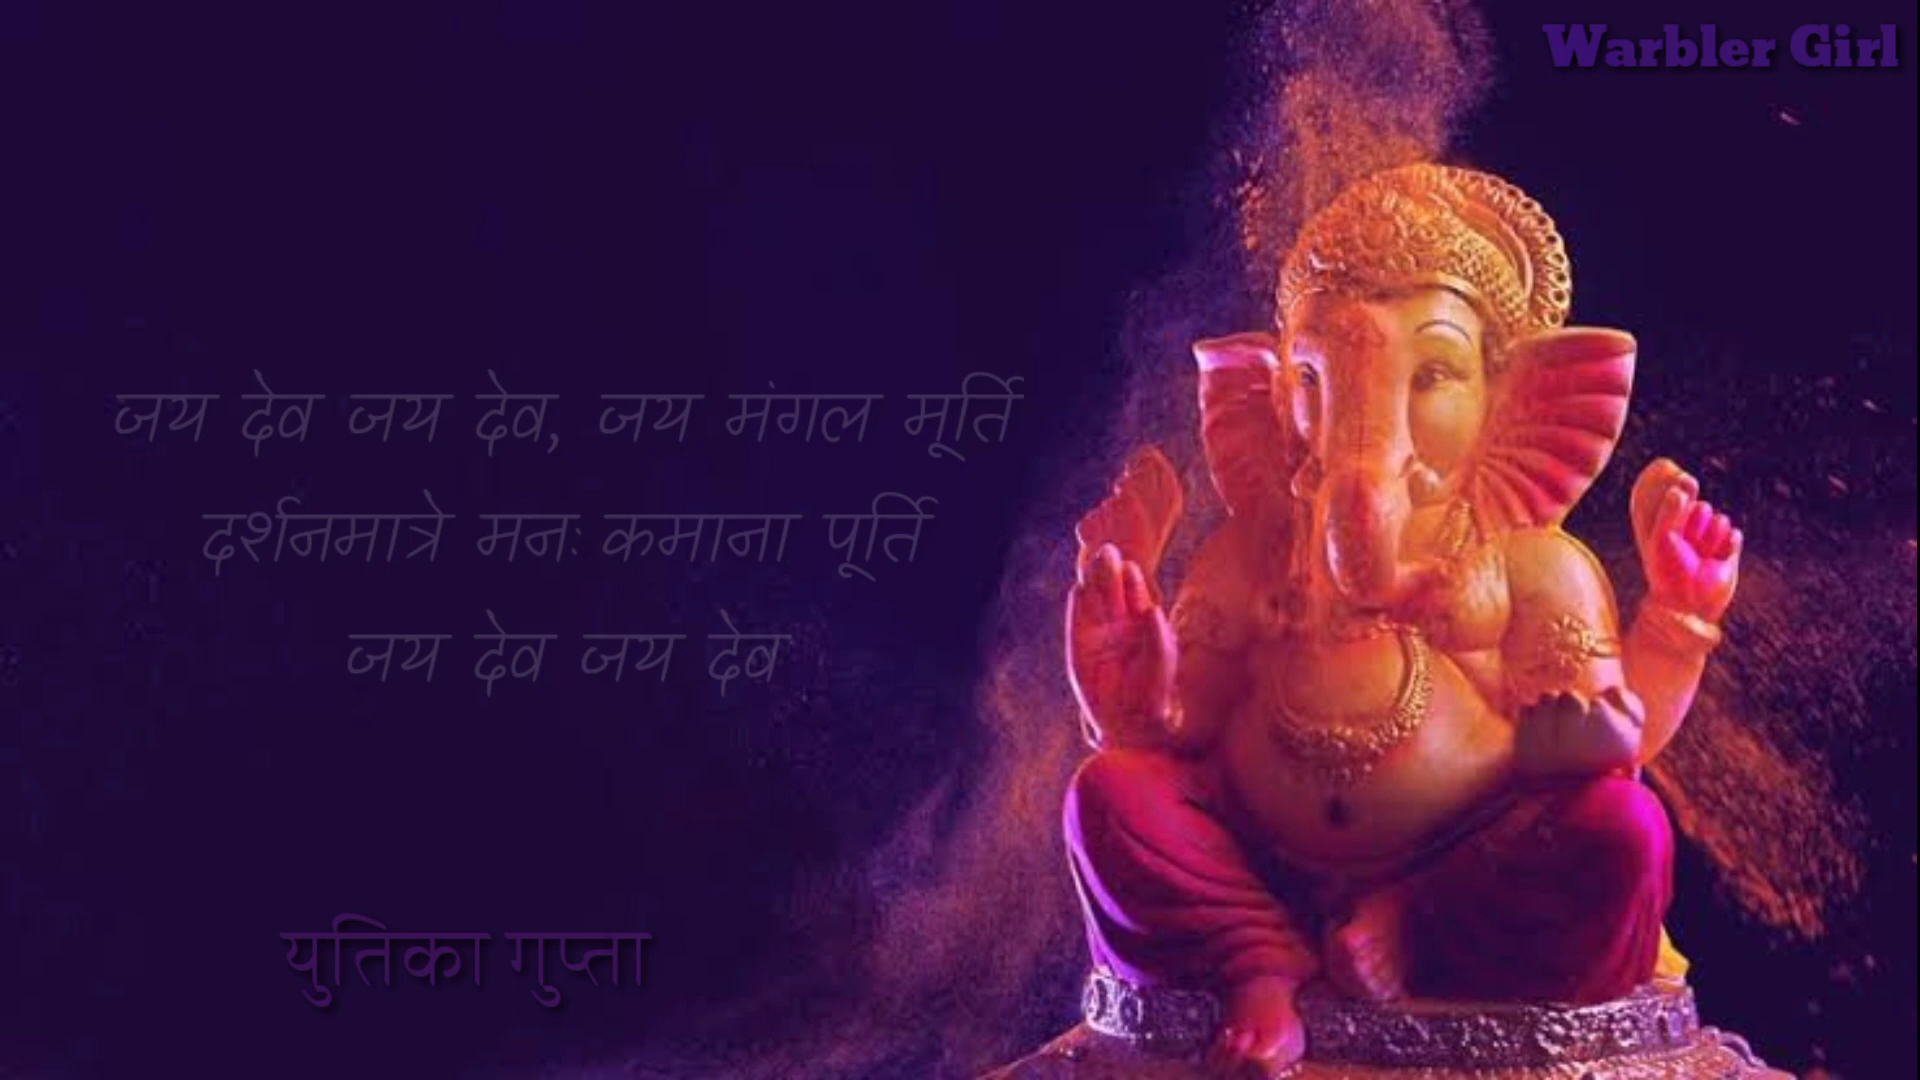 Warbler Girl
जय देव जय देव, जय मंगल मूर्ति
दर्शनमात्रे मनः कमाना पूर्ति
जय देव जय देव
युतिका गुप्ता